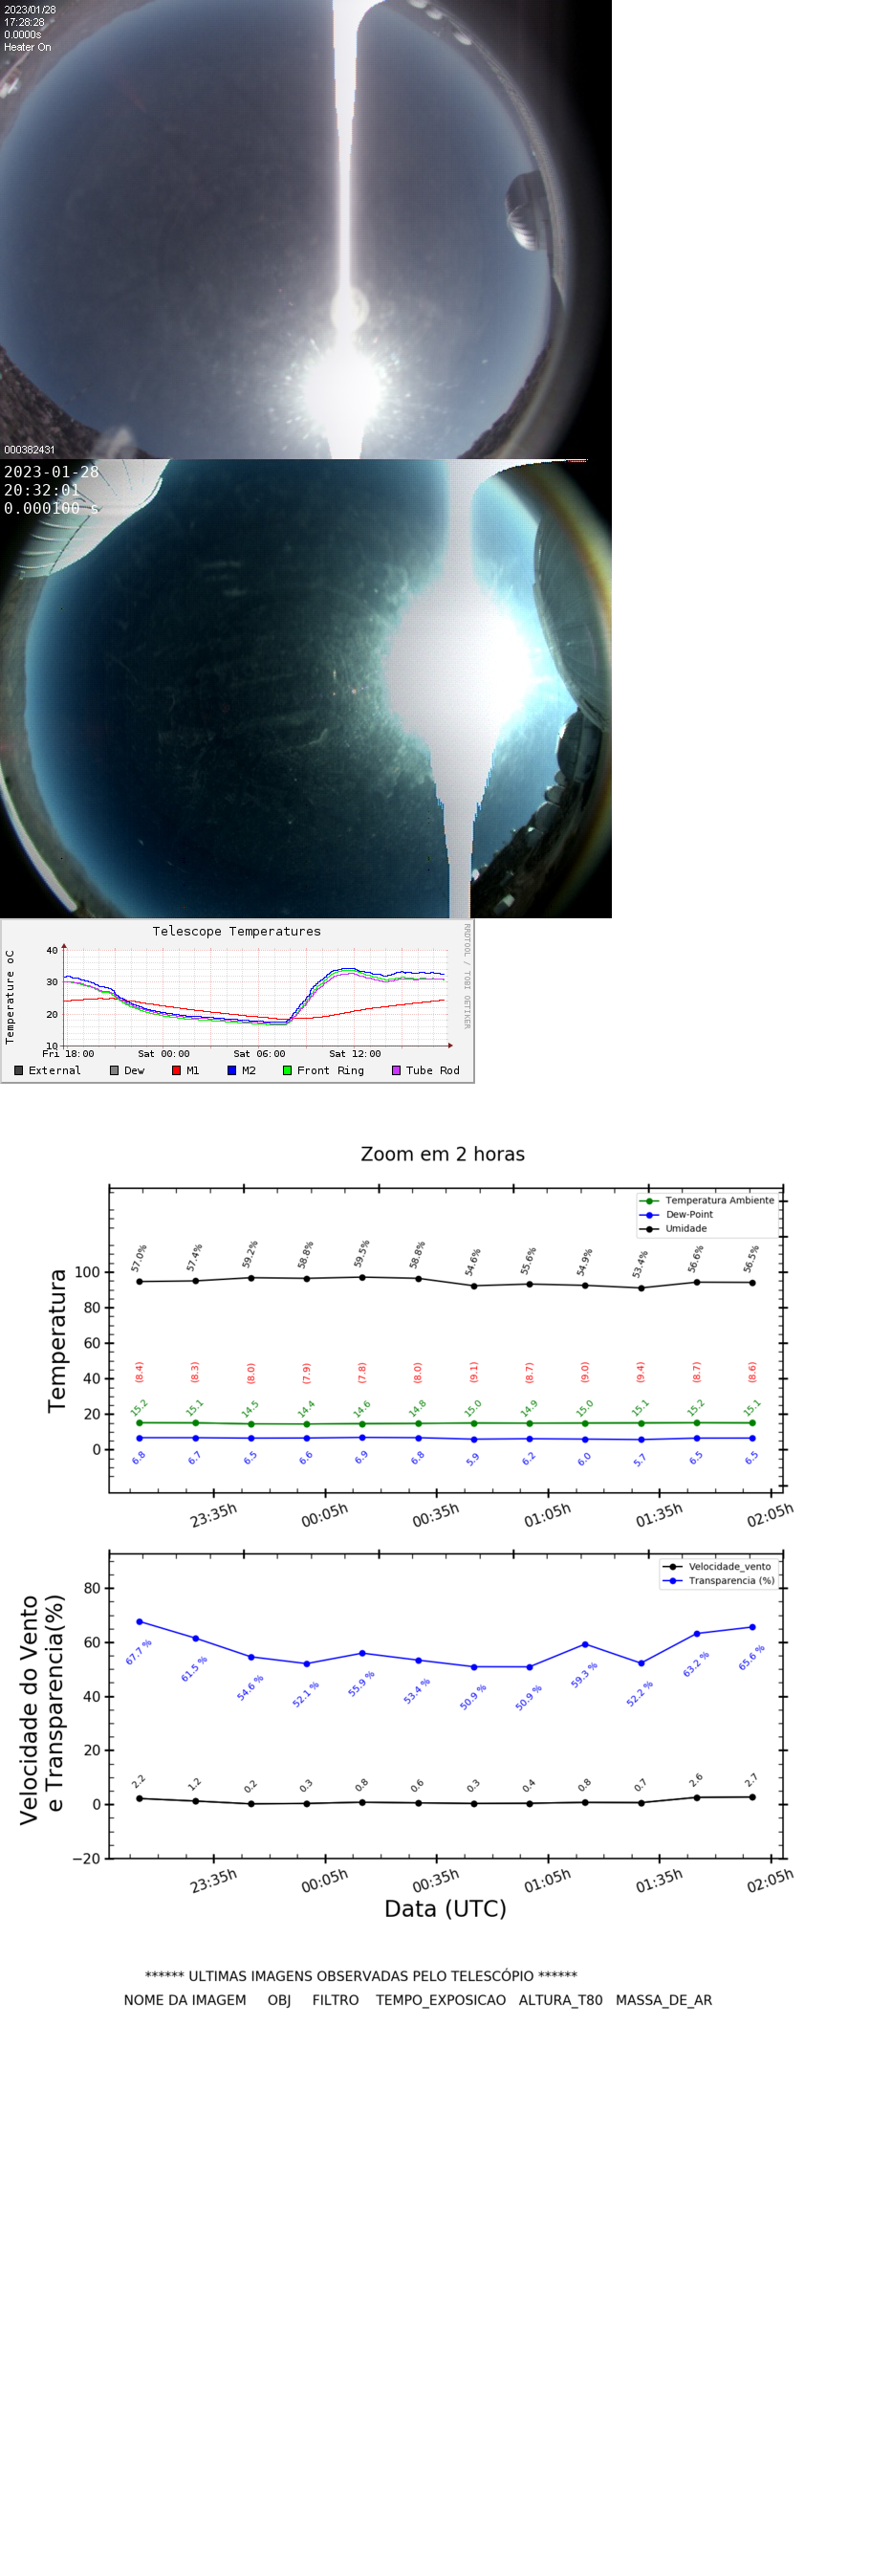 2023/01/28
17:28:28
0.0000s
Heater On
000382431
2023-01-28
20:32:01
0.000100 s
Telescope Temperatures
RRDTOOL / TOBI OETIKER
Temperature oC
40
30
20
10
Fri 18:00 Sat 00:00 Sat 06:00 Sat 12:00
External Dew M1 M2 Front Ring Tube Rod
Zoom em 2 horas
Temperatura Ambiente
Dew-Point
Umidade
Temperatura
100
80
60
40
20
0
57.0% 57.4% 59.2% 58.8% 59.5% 58.8% 54.6% 55.6% 54.9% 53.4% 56.6% 56.5%
(8.4) (8.3) (8.0) (7.9) (7.8) (8.0) (9.1) (8.7) (9.0) (9.4) (8.7) (8.6)
15.2 15.1 14.5 14.4 14.6 14.8 15.0 14.9 15.0 15.1 15.2 15.1
6.8 6.7 6.5 6.6 6.9 6.8 5.9 6.2 6.0 5.7 6.5 6.5
23:35h 00:05h 00:35h 01:05h 01:35h 02:05h
Velocidade_vento
Transparencia (%)
Velocidade do Vento
e Transparencia(%)
80
60
40
20
0
−20
67.7 % 61.5 % 54.6 % 52.1 % 55.9 % 53.4 % 50.9 % 50.9 % 59.3 % 52.2 % 63.2 % 65.6 %
2.2 1.2 0.2 0.3 0.8 0.6 0.3 0.4 0.8 0.7 2.6 2.7
23:35h 00:05h 00:35h 01:05h 01:35h 02:05h
Data (UTC)
****** ULTIMAS IMAGENS OBSERVADAS PELO TELESCÓPIO ******
NOME DA IMAGEM OBJ FILTRO TEMPO_EXPOSICAO ALTURA_T80 MASSA_DE_AR